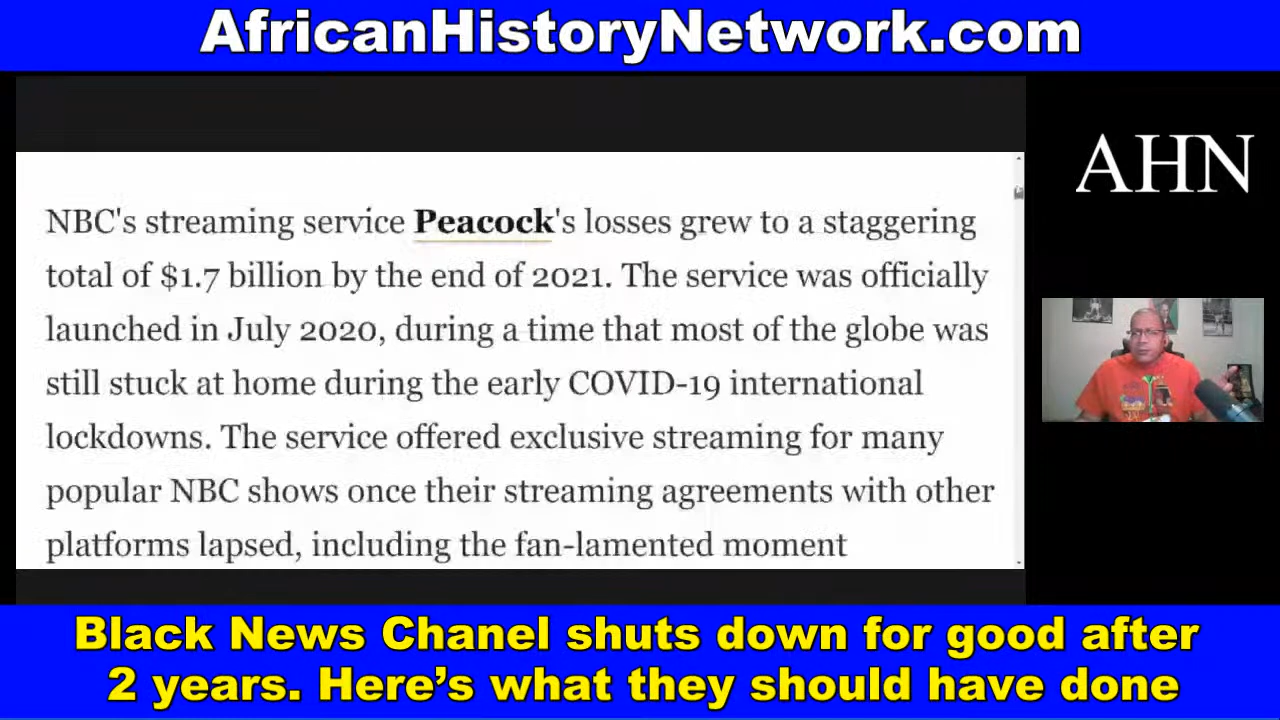 AfricanHistoryNetwork.com
AHN
NBC's streaming service Peacock's losses grew to a staggering
total of $1.7 billion by the end of 2021. The service was officially
launched in July 2020, during a time that most of the globe was
still stuck at home during the early COVID-19 international
lockdowns. The service offered exclusive streaming for many
popular NBC shows once their streaming agreements with other
platforms lapsed, including the fan-lamented moment
Black News Chanel shuts down for good after
2 years. Here's what they should have done